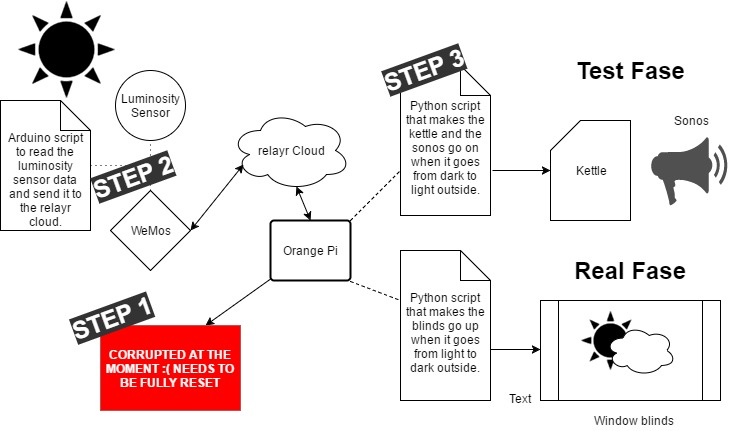 STEP 3
Test Fase
Luminosity
Sensor
Python script
that makes the
kettle and the
sonos go on
when it goes
from dark to
light outside.
Sonos
Arduino script
to read the
luminosity
sensor data
and send it to
the relayr
cloud.
STEP 2
relayr Cloud
Kettle
WeMos
Orange Pi
Real Fase
STEP 1
Python script
that makes the
blinds go up
when it goes
from light to
dark outside.
CORRUPTED AT THE
MOMENT :( NEEDS TO
BE FULLY RESET
Text
Window blinds